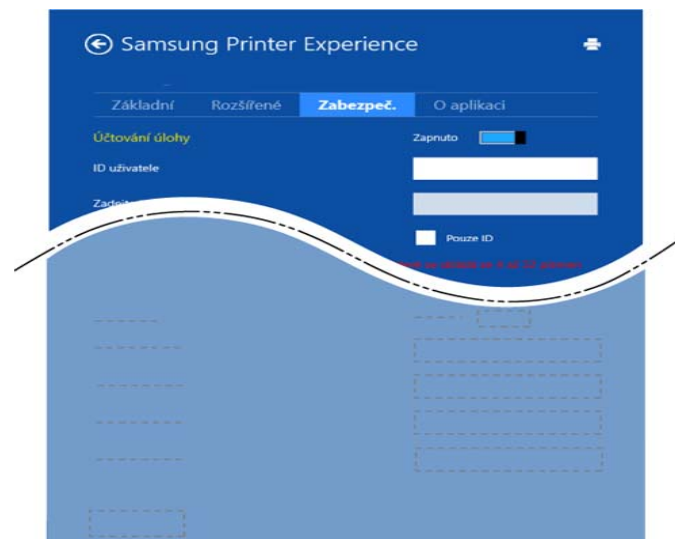 Samsung Printer Experience
Základní Rozšířené Zabezpeč. O aplikaci
Účtování úlohy Zapnuto
ID uživatele
Pouze ID